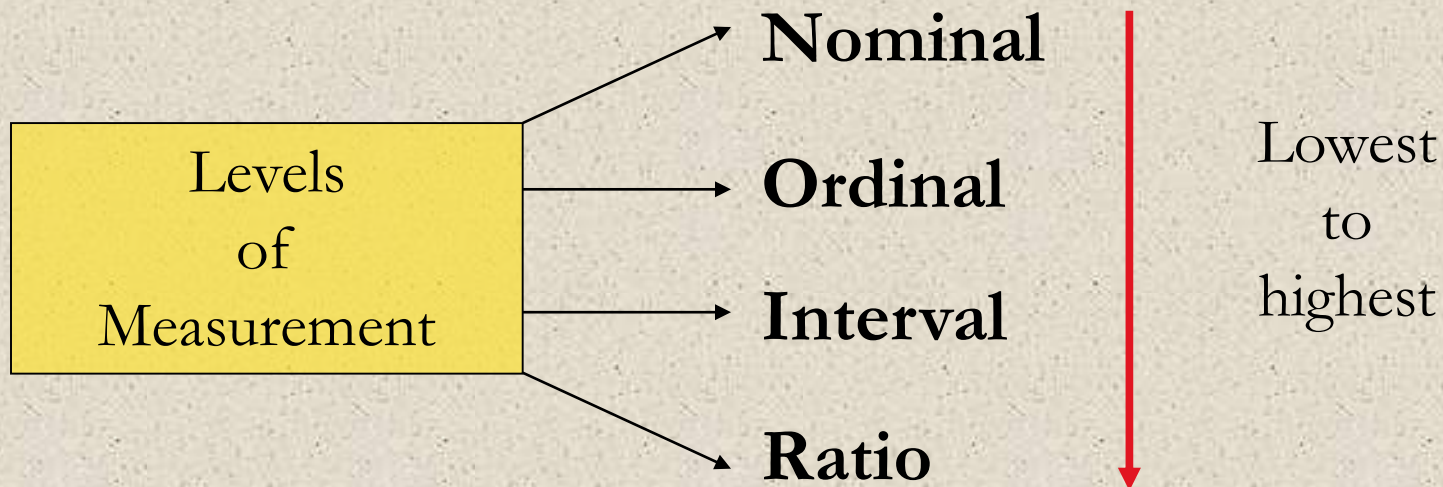 Levels
of
Measurement
Nominal
Ordinal
Interval
Ratio
Lowest
to
highest